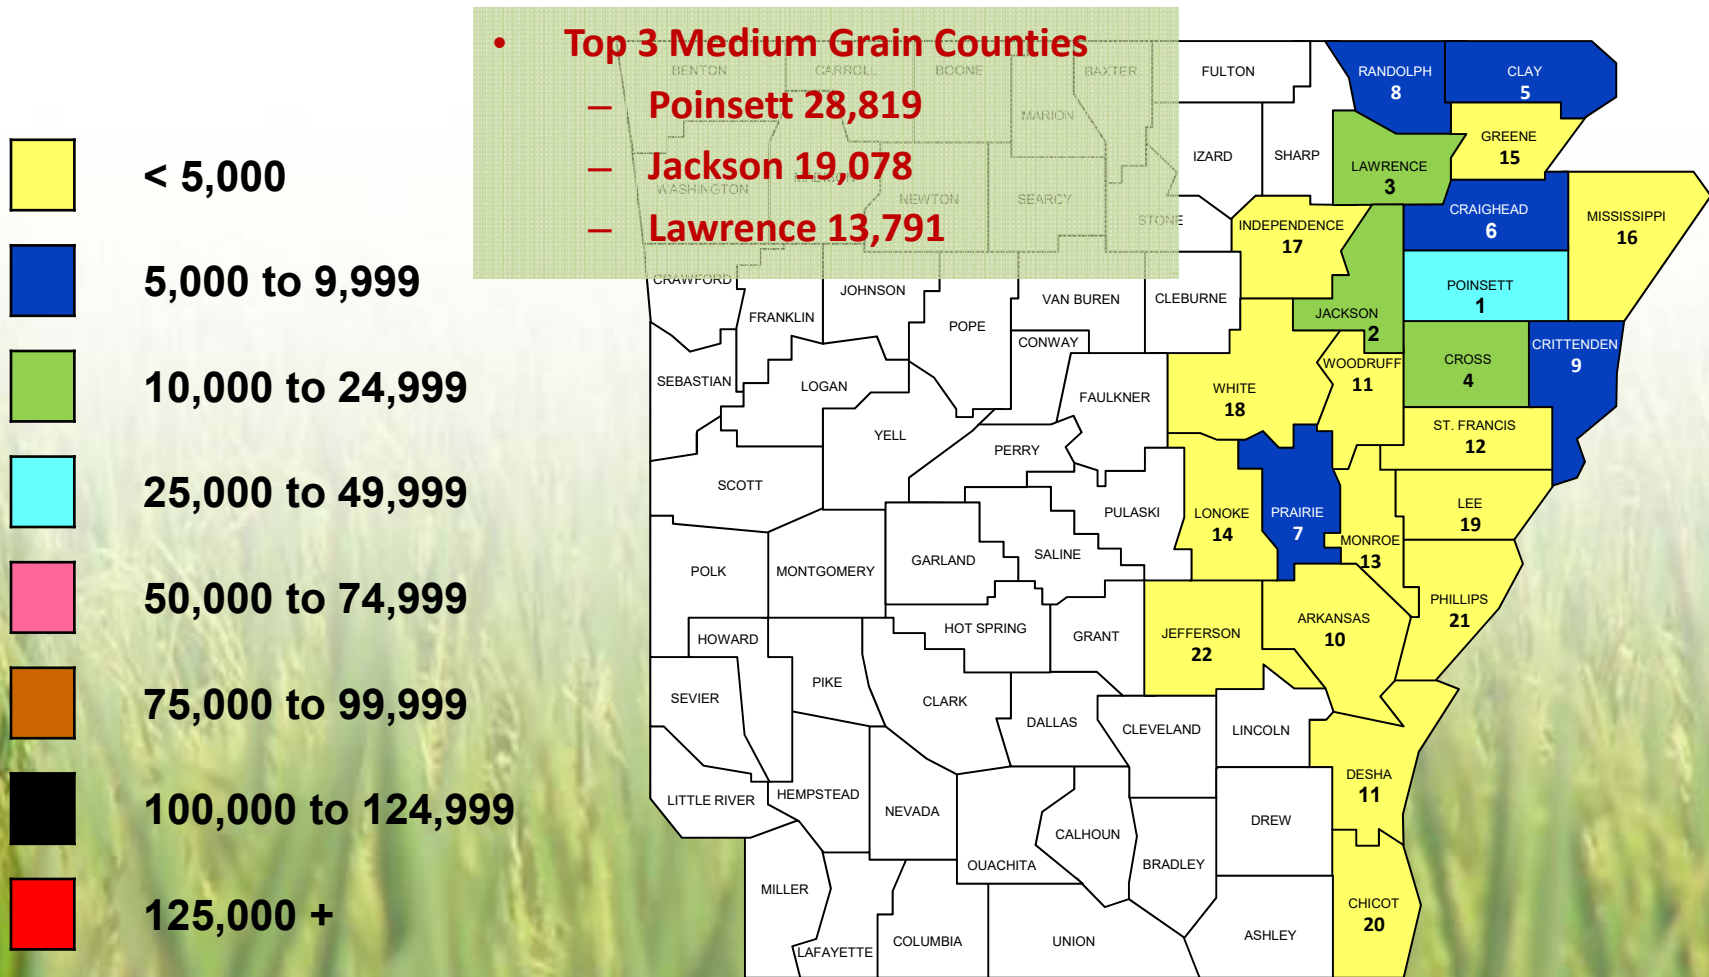 • Top 3 Medium Grain Counties
– Poinsett 28,819
– Jackson 19,078
– Lawrence 13,791
< 5,000
5,000 to 9,999
10,000 to 24,999
25,000 to 49,999
50,000 to 74,999
75,000 to 99,999
100,000 to 124,999
125,000 +
BENTON
CARROLL
BOONE
BAXTER
FULTON
RANDOLPH
8
CLAY
5
MARION
IZARD
SHARP
LAWRENCE
3
GREENE
15
WASHINGTON
MADISON
NEWTON
SEARCY
STONE
INDEPENDENCE
17
CRAIGHEAD
6
MISSISSIPPI
16
CRAWFORD
FRANKLIN
JOHNSON
POPE
VAN BUREN
CLEBURNE
JACKSON
2
POINSETT
1
CONWAY
SEBASTIAN
LOGAN
FAULKNER
WHITE
18
WOODRUFF
11
CROSS
4
CRITTENDEN
9
YELL
PERRY
ST. FRANCIS
12
SCOTT
PULASKI
LONOKE
14
PRAIRIE
7
MONROE
13
LEE
19
POLK
MONTGOMERY
GARLAND
SALINE
PHILLIPS
21
HOWARD
HOT SPRING
GRANT
JEFFERSON
22
ARKANSAS
10
SEVIER
PIKE
CLARK
DALLAS
CLEVELAND
LINCOLN
DESHA
11
LITTLE RIVER
HEMPSTEAD
NEVADA
OUACHITA
CALHOUN
BRADLEY
DREW
MILLER
LAFAYETTE
COLUMBIA
UNION
ASHLEY
CHICOT
20